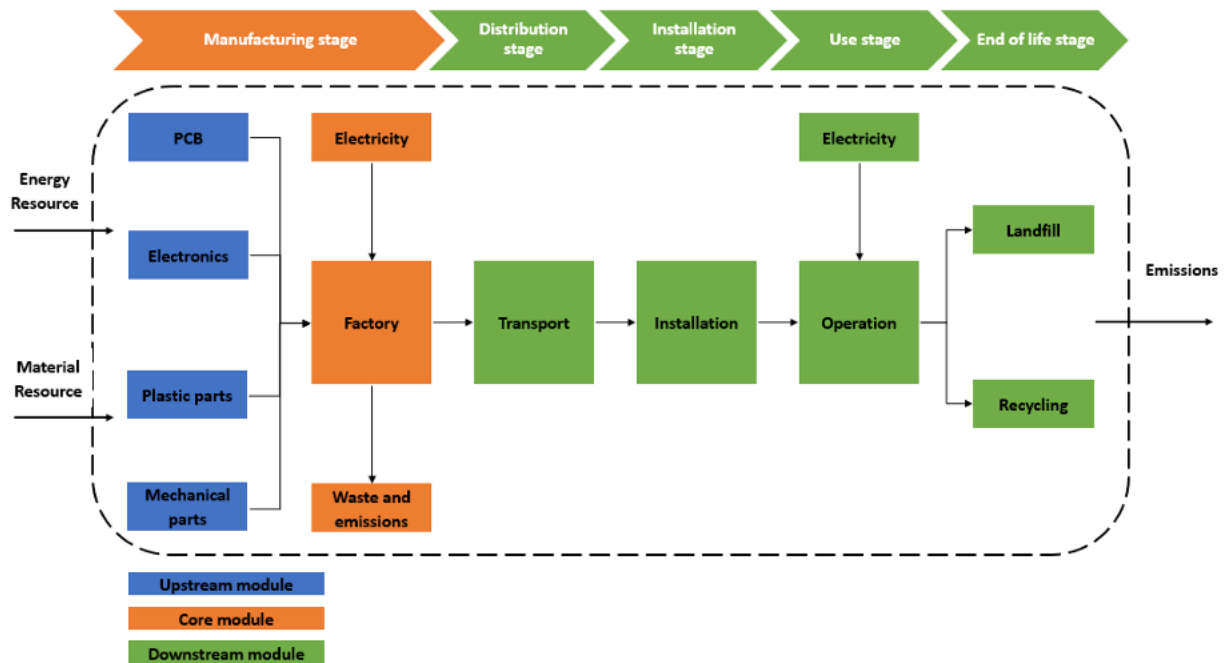 Manufacturing stage
Distribution
stage
Installation
stage
Use stage
End of life stage
PCB
Electricity
Electricity
Energy
Resource
Electronics
Landfill
Emissions
Factory
Transport
Installation
Operation
Material
Resource
Plastic parts
Recycling
Mechanical
parts
Waste and
emissions
Upstream module
Core module
Downstream module